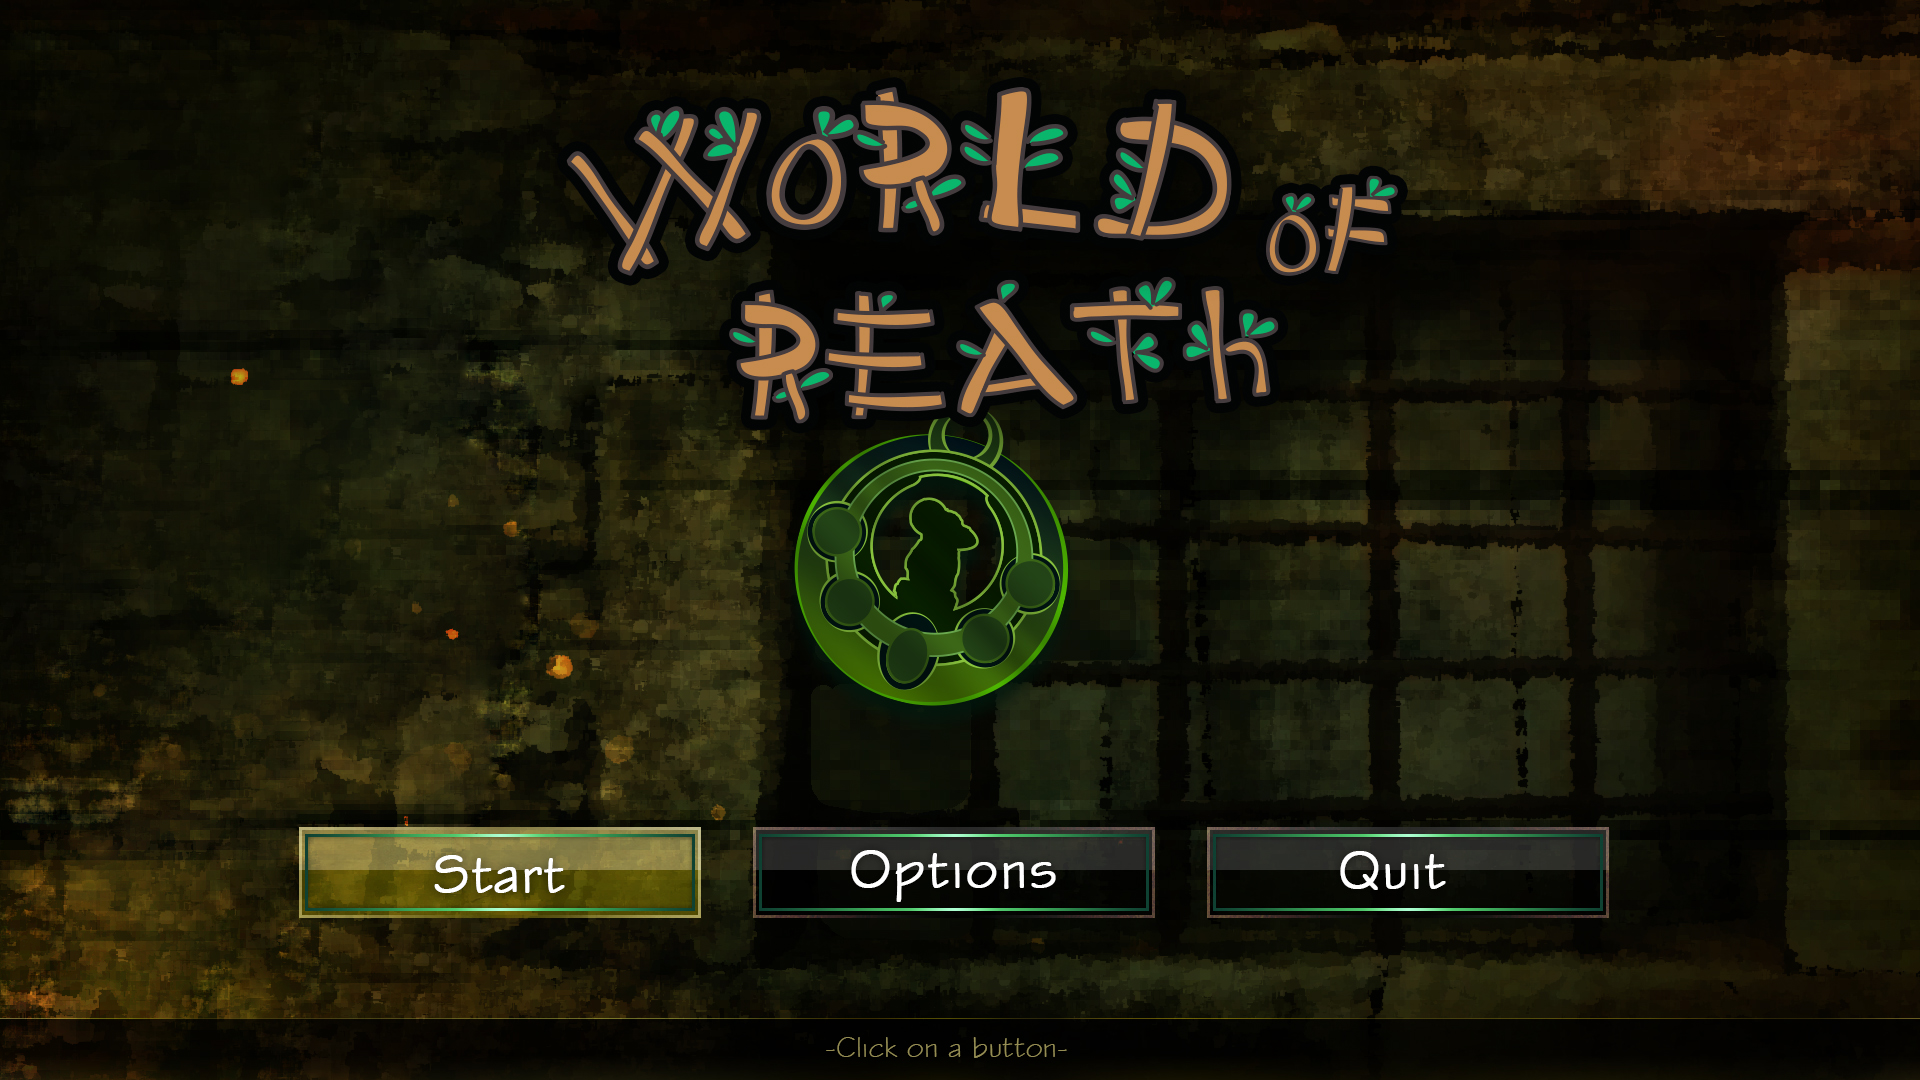 WORLD OF
REATH
Start
Options
Quit
-Click on a button-